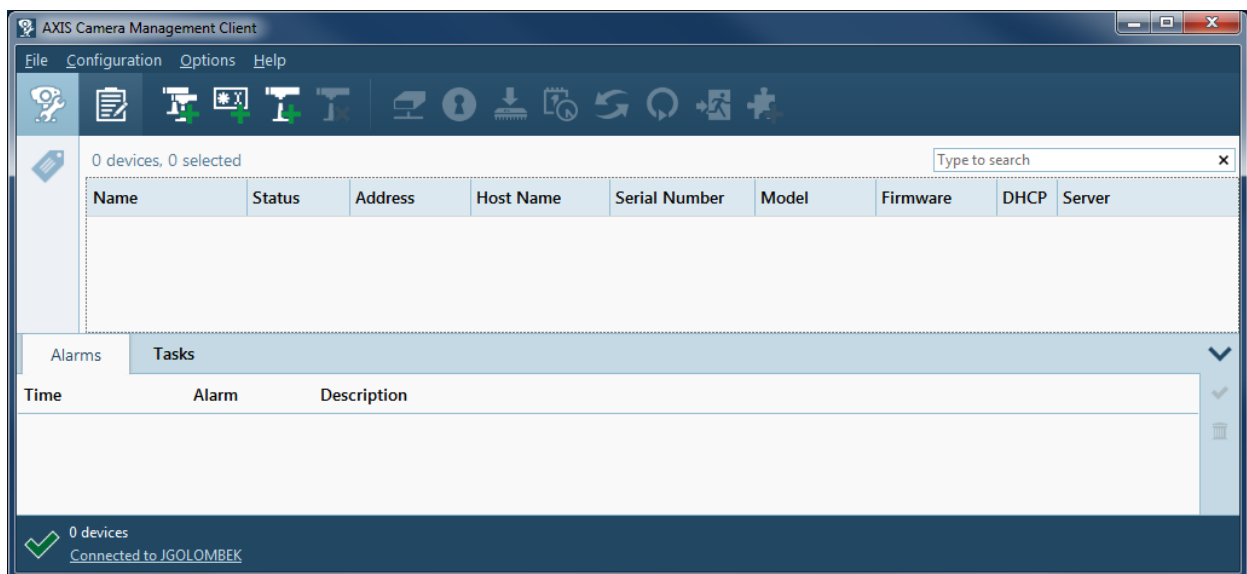 AXIS Camera Management Client
File Configuration Options Help
0 devices, 0 selected
Type to search
Name Status Address Host Name Serial Number Model Firmware DHCP Server
Alarms Tasks
Time Alarm Description
0 devices
Connected to JGOLOMBEK